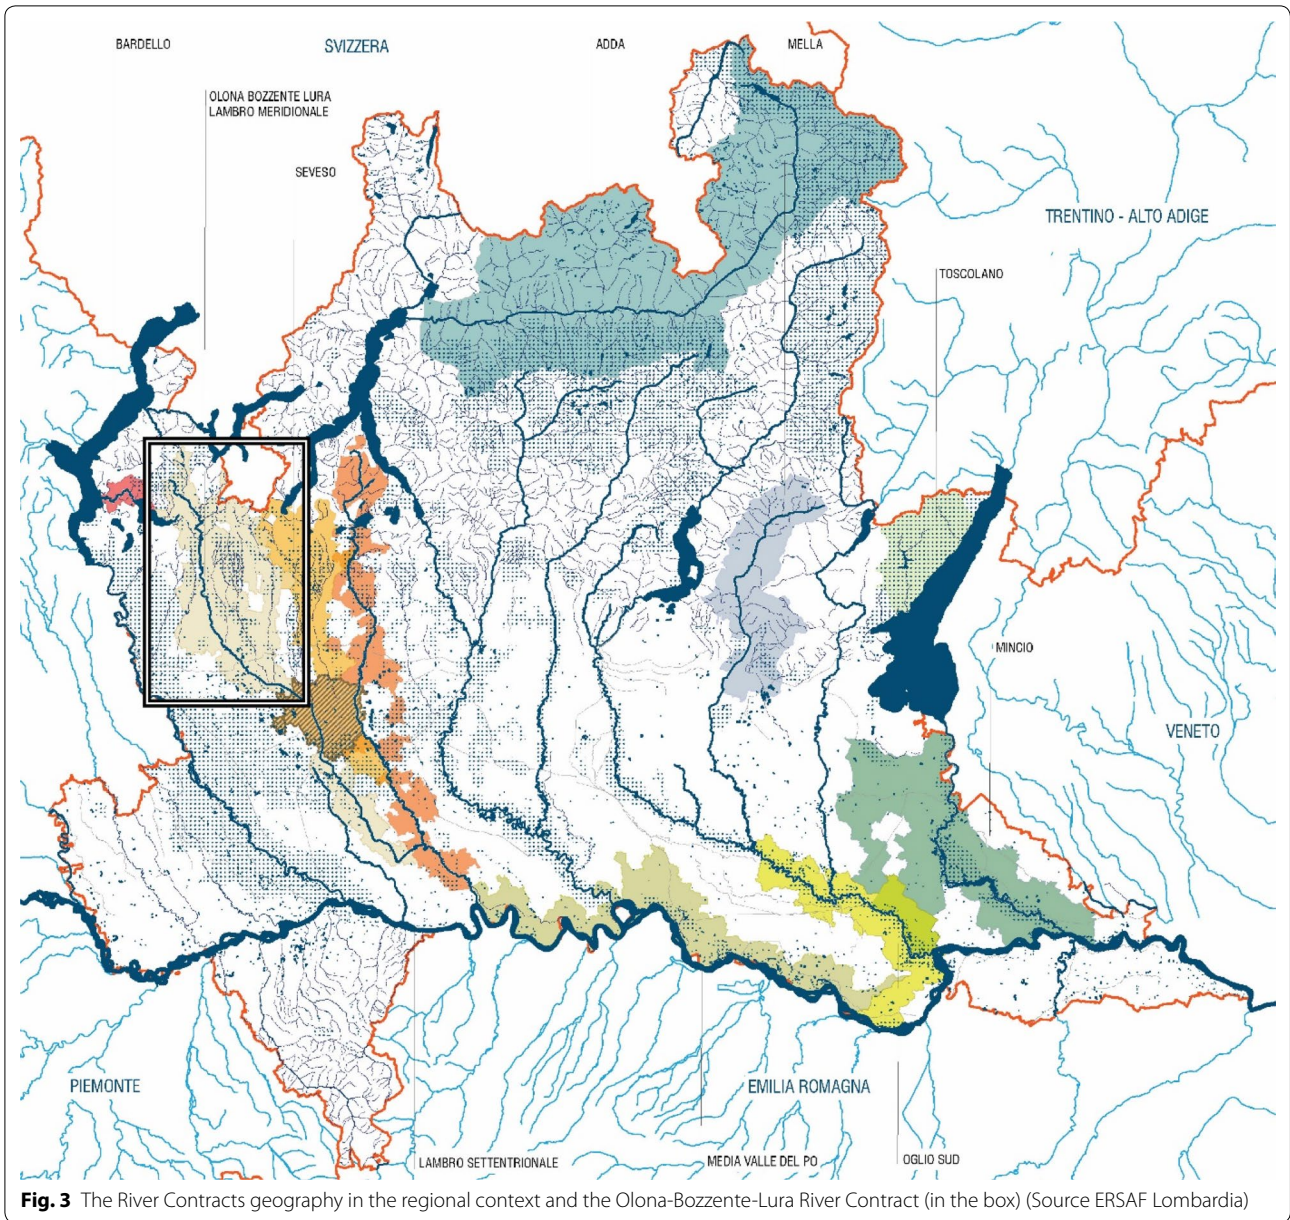 BARDELLO
SVIZZERA
ADDA
MELLA
OLONA BOZZENTE LURA
LAMBRO MERIDIONALE
SEVESO
TRENTINO - ALTO ADIGE
TOSCOLANO
MINCIO
VENETO
PIEMONTE
EMILIA ROMAGNA
LAMBRO SETTENTRIONALE
MEDIA VALLE DEL PO
OGLIO SUD
Fig. 3 The River Contracts geography in the regional context and the Olona-Bozzente-Lura River Contract (in the box) (Source ERSAF Lombardia)